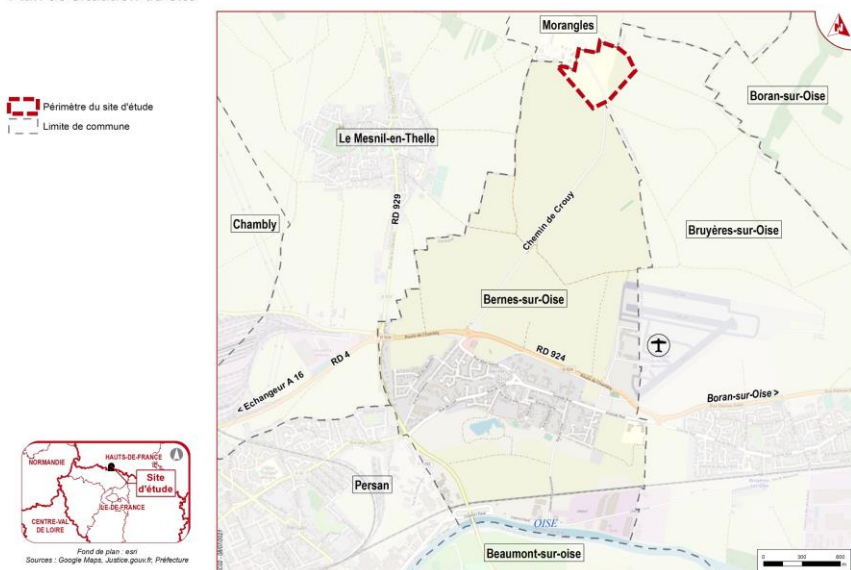 Périmètre du site d'étude
Limite de commune
Morangles
Boran-sur-Oise
Le Mesnil-en-Thelle
Chambly
RD 929
Chemin de Crouy
Bruyères-sur-Oise
Bernes-sur-Oise
RD 4
RD 924
< Echangeur A 16
Boran-sur-Oise >
Persan
OISE
Beaumont-sur-oise
0 300 600
m
NORMANDIE
HAUTS-DE-FRANCE
Site
d'étude
ILE-DE-FRANCE
CENTRE-VAL
DE LOIRE
Fond de plan : esri
Sources : Google Maps, Justice.gouv.fr, Préfecture